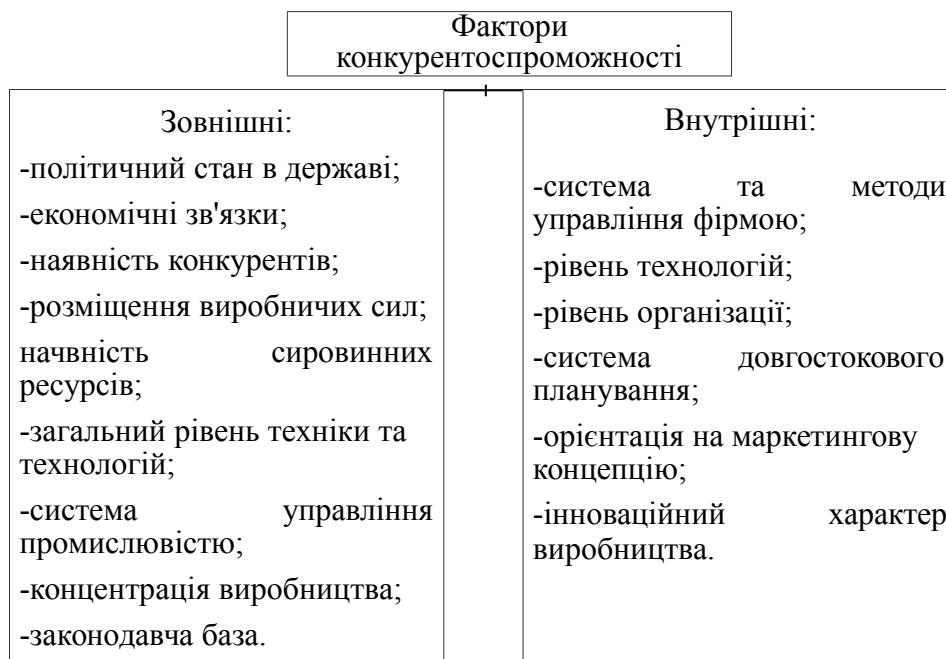 Фактори
конкурентоспроможності
Зовнішні:
-політичний стан в державі;
-економічні зв'язки;
-наявність конкурентів;
-розміщення виробничих сил;
начвність сировинних
ресурсів;
-загальний рівень техніки та
технологій;
-система управління
промислювістю;
-концентрація виробництва;
-законодавча база.
Внутрішні:
-система та методи
управління фірмою;
-рівень технологій;
-рівень організації;
-система довгостокового
планування;
-орієнтація на маркетингову
концепцію;
-інноваційний характер
виробництва.